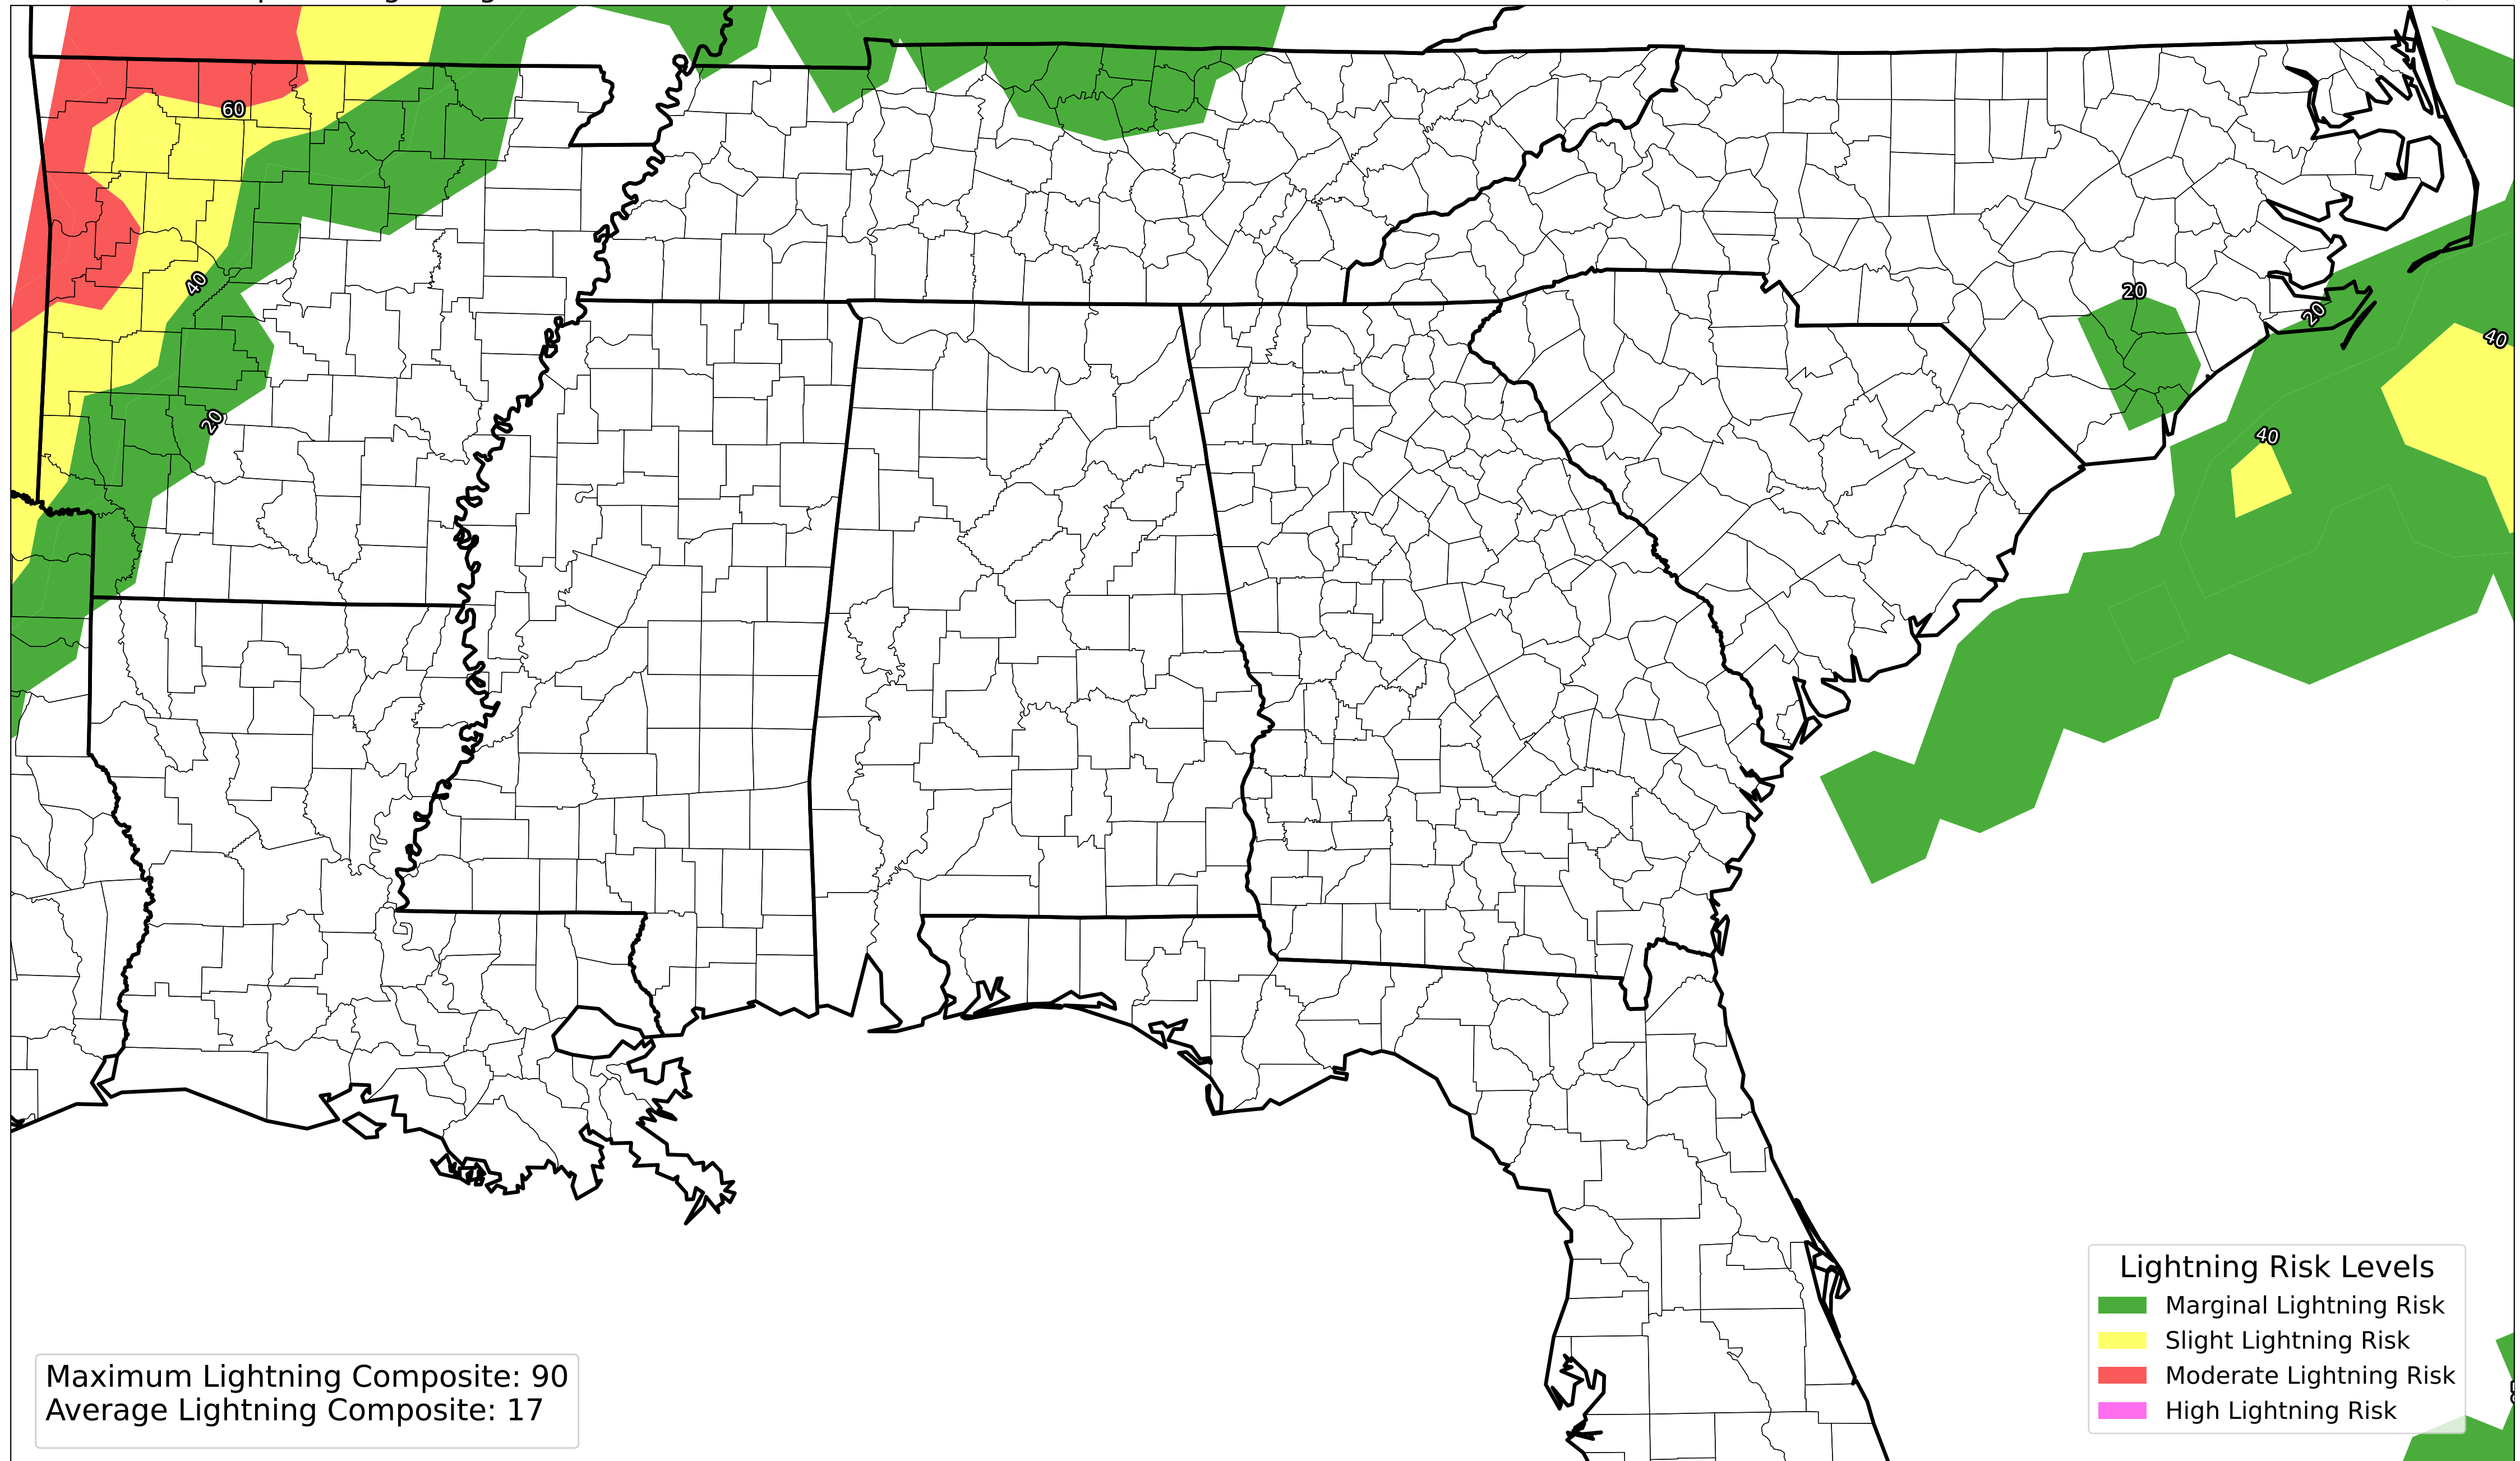 60
20
20
40
40
40
20
Lightning Risk Levels
Marginal Lightning Risk
Slight Lightning Risk
Moderate Lightning Risk
High Lightning Risk
Maximum Lightning Composite: 90
Average Lightning Composite: 17